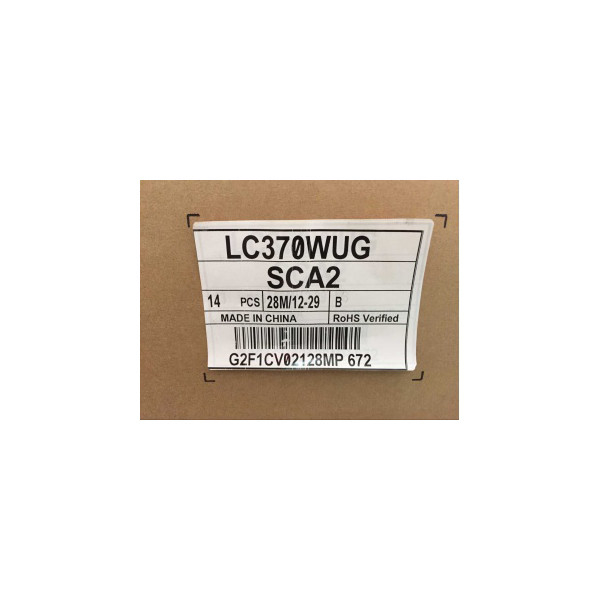 LC370WUG
SCA2
14 PCS 28M/12-29 B
MADE IN CHINA RoHS Verified
G2F1CV02128MP 672